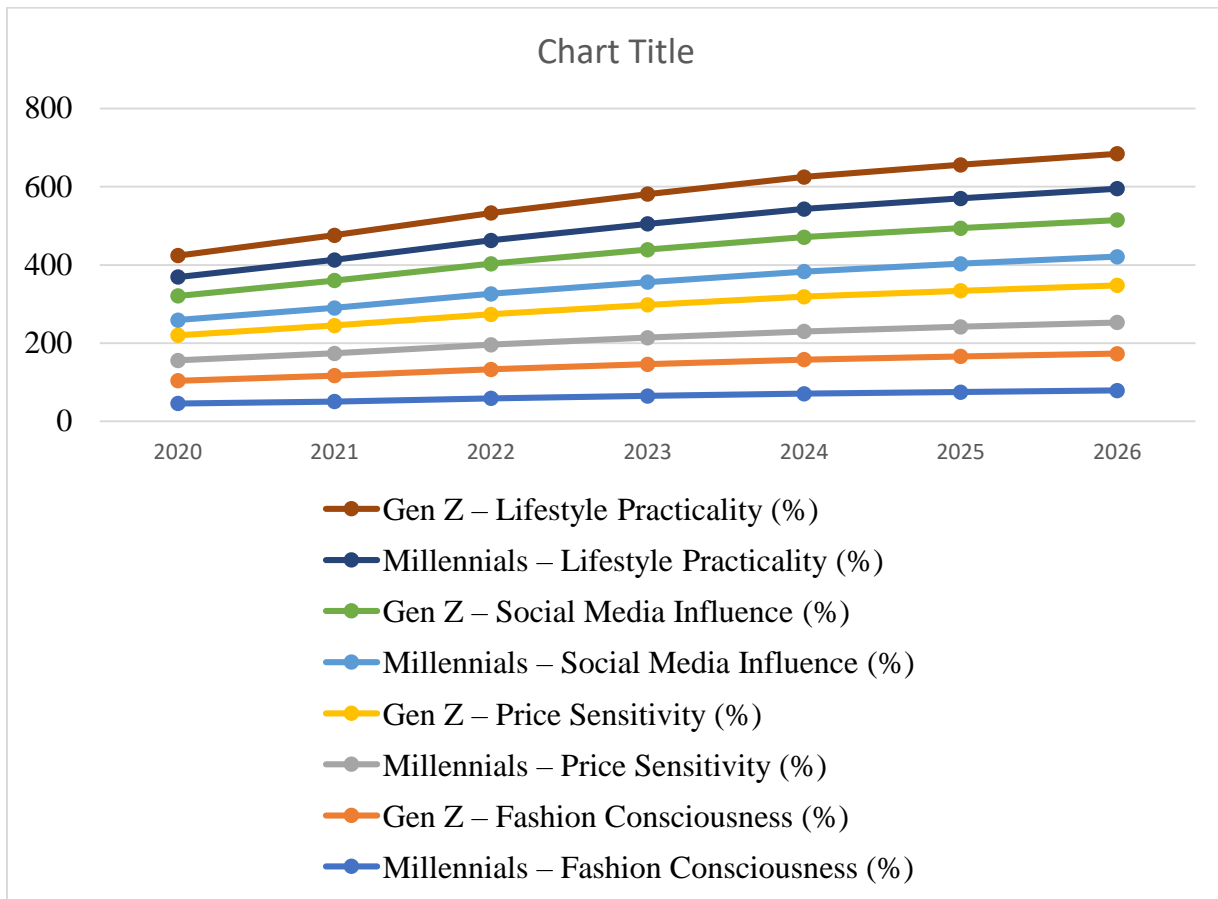 Chart Title
800
600
400
200
0
2020 2021 2022 2023 2024 2025 2026
Gen Z – Lifestyle Practicality (%)
Millennials – Lifestyle Practicality (%)
Gen Z – Social Media Influence (%)
Millennials – Social Media Influence (%)
Gen Z – Price Sensitivity (%)
Millennials – Price Sensitivity (%)
Gen Z – Fashion Consciousness (%)
Millennials – Fashion Consciousness (%)